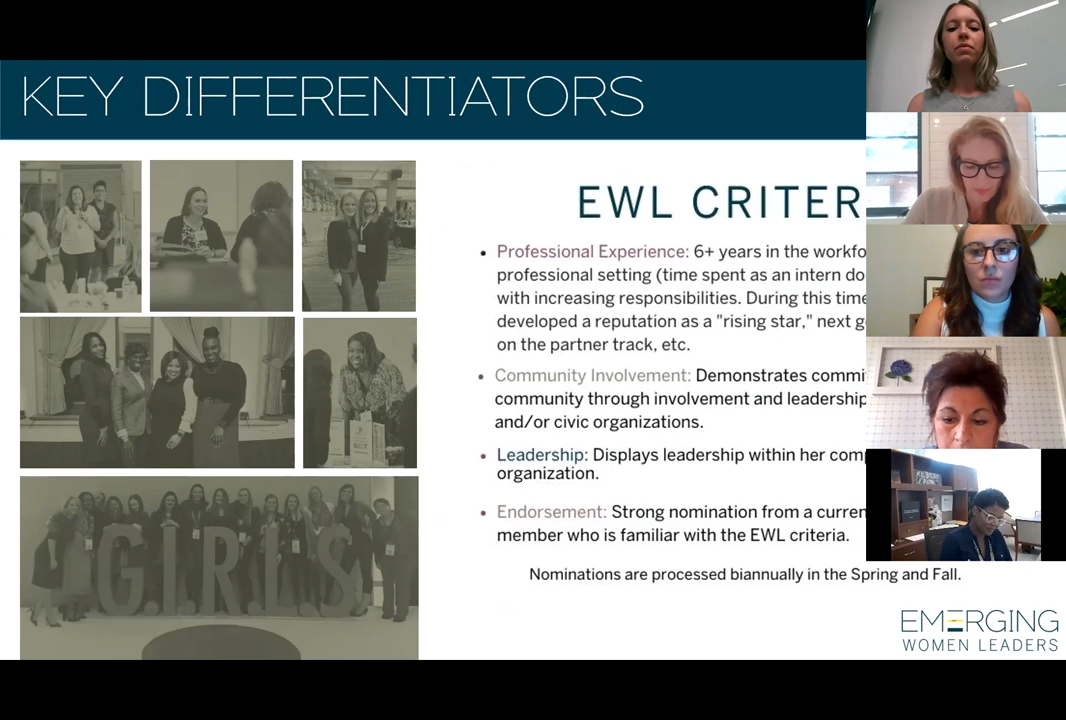 KEY DIFFERENTIATORS
EWL CRITER
• Professional Experience: 6+ years in the workfo
professional setting (time spent as an intern do
with increasing responsibilities. During this time
developed a reputation as a "rising star," next g
on the partner track, etc.
• Community Involvement: Demonstrates commi
community through involvement and leadership
and/or civic organizations.
• Leadership: Displays leadership within her comp
organization.
• Endorsement: Strong nomination from a curren
member who is familiar with the EWL criteria.
Nominations are processed biannually in the Spring and Fall.
EMERGING
WOMEN LEADERS
GIRLS